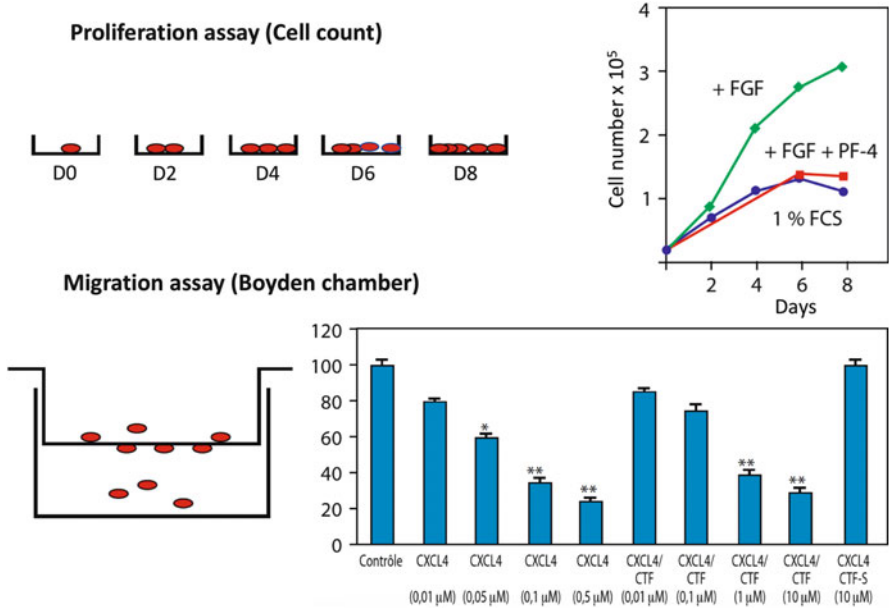 Proliferation assay (Cell count)
D0 D2 D4 D6 D8
Cell number x 10⁵
4
3
2
1
+ FGF
+ FGF + PF-4
1 % FCS
2 4 6 8
Days
Migration assay (Boyden chamber)
120
100
80
60
40
20
0
* ** ** ** **
Contrôle CXCL4 CXCL4 CXCL4 CXCL4 CXCL4/ CXCL4/ CXCL4/ CXCL4/ CXCL4
CTF CTF CTF CTF CTF-S
(0,01 µM) (0,05 µM) (0,1 µM) (0,5 µM) (0,01 µM) (0,1 µM) (1 µM) (10 µM) (10 µM)